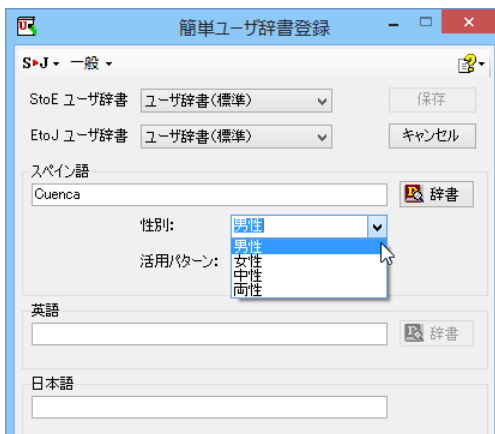 簡単ユーザ辞書登録
S▸J 一般
StoE ユーザ辞書 ユーザ辞書(標準) 保存
EtoJ ユーザ辞書 ユーザ辞書(標準) キャンセル
スペイン語
Cuenca 辞書
性別: 男性
男性
活用パターン: 女性
中性
両性
英語
辞書
日本語